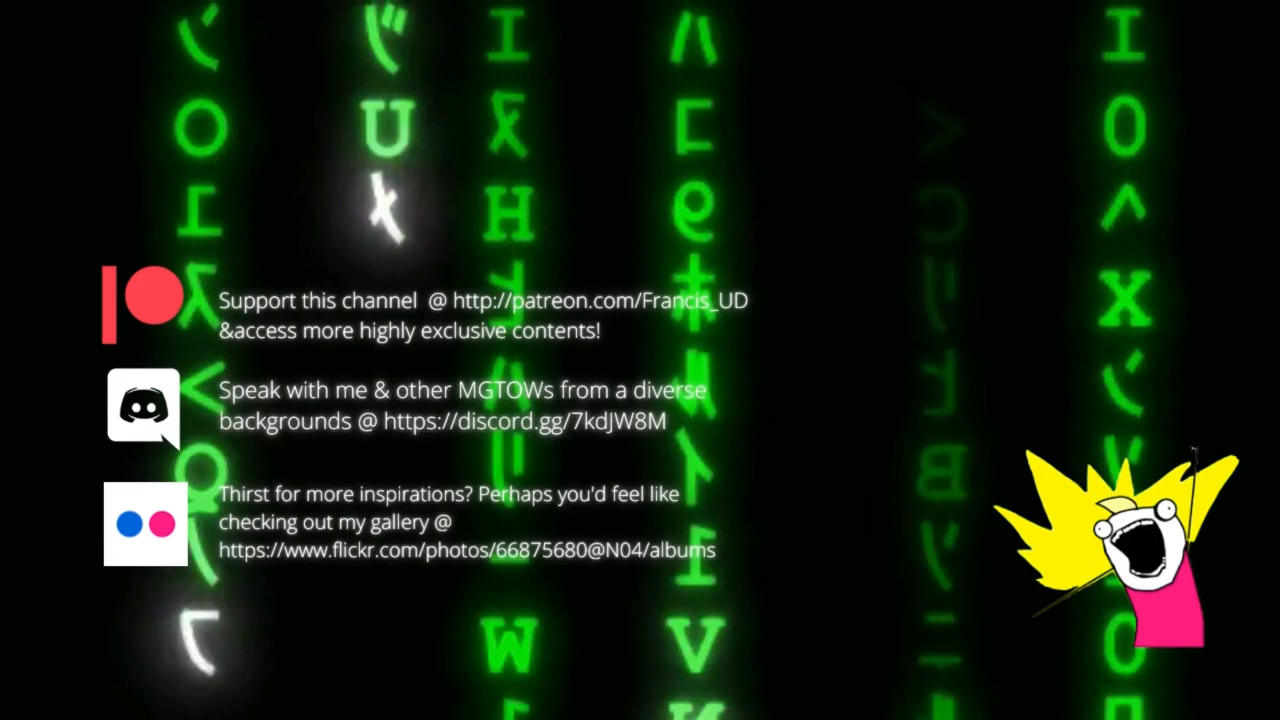 Support this channel  @ http://patreon.com/Francis_UD
&access more highly exclusive contents!
Speak with me & other MGTOWs from a diverse
backgrounds @ https://discord.gg/7kdJW8M
Thirst for more inspirations? Perhaps you'd feel like
checking out my gallery @
https://www.flickr.com/photos/66875680@N04/albums